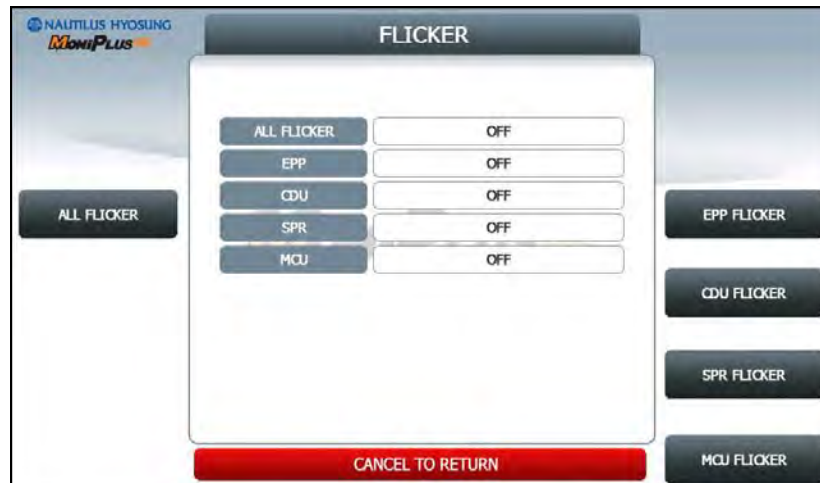 NAUTILUS HYOSUNG
MONIPLUS
FLICKER
ALL FLICKER OFF
EPP OFF
CDU OFF
SPR OFF
MCU OFF
ALL FLICKER
EPP FLICKER
CDU FLICKER
SPR FLICKER
MCU FLICKER
CANCEL TO RETURN